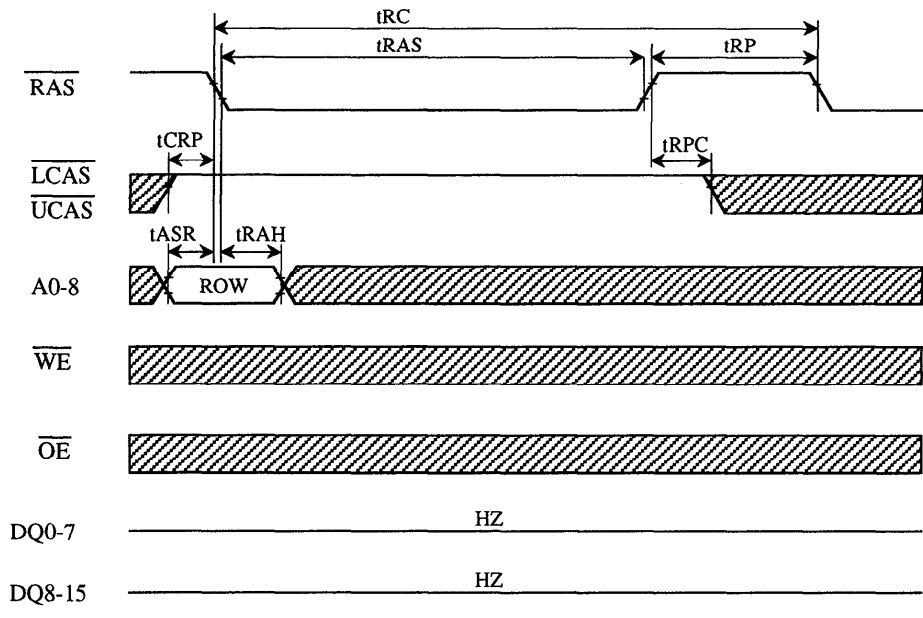 tRC
tRAS tRP
RAS
tCRP tRPC
LCAS
UCAS
tASR tRAH
A0-8 ROW
WE
OE
HZ
DQ0-7
HZ
DQ8-15